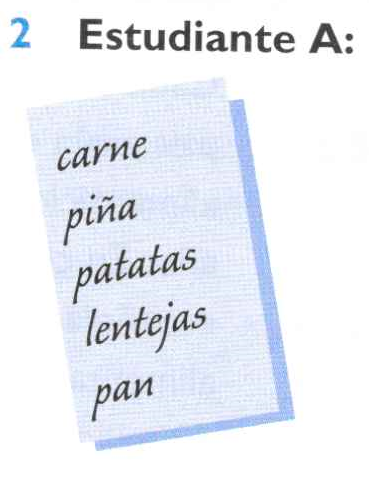 2 Estudiante A:
carne
piña
patatas
lentejas
pan